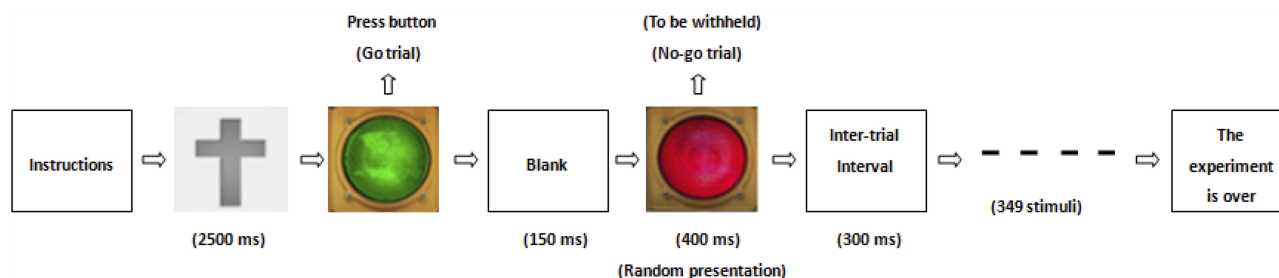 Press button
(Go trial)
(To be withheld)
(No-go trial)
Instructions
Blank
Inter-trial
Interval
The
experiment
is over
(2500 ms)
(150 ms)
(400 ms)
(Random presentation)
(300 ms)
(349 stimuli)